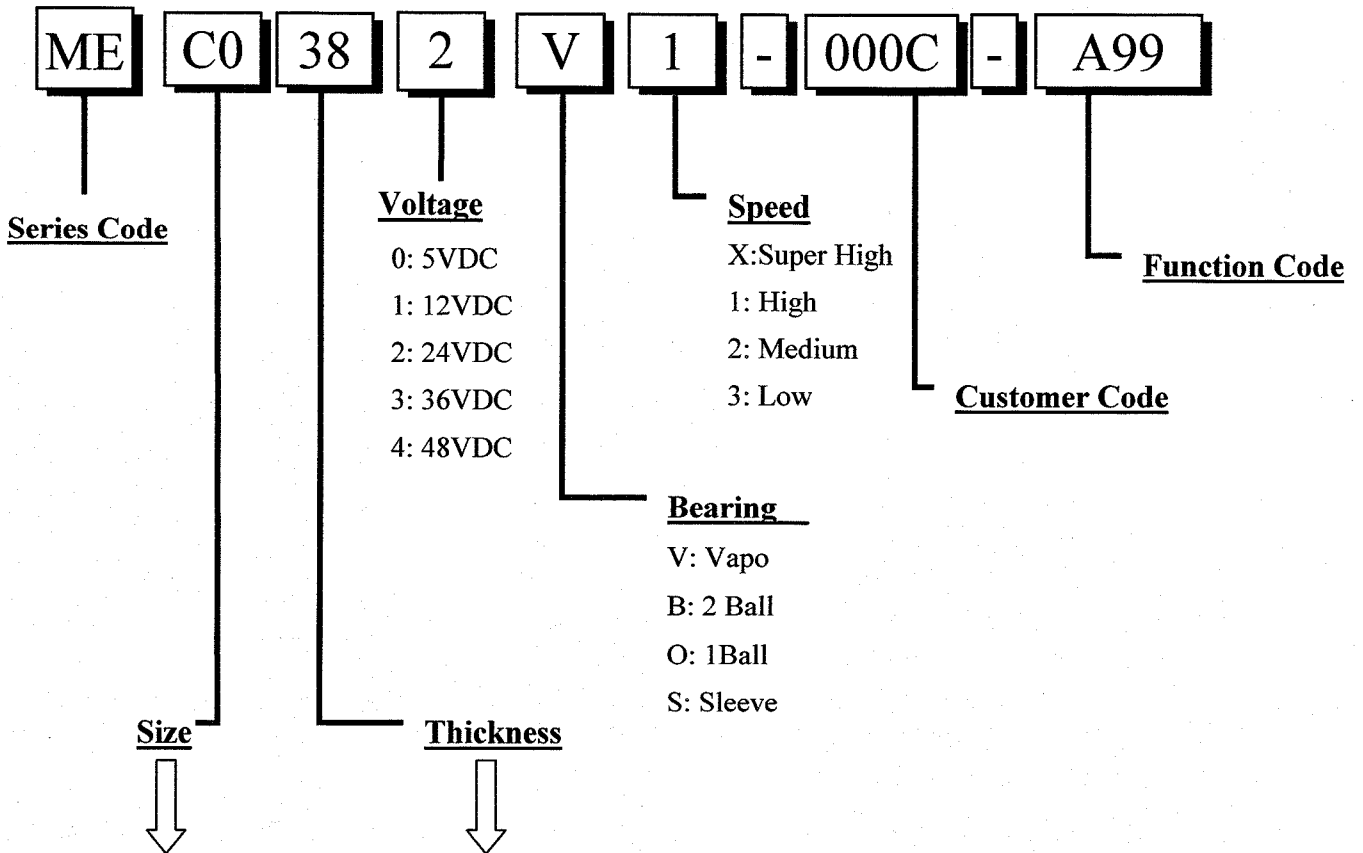 ME C0 38 2 V 1 - 000C - A99
Series Code
Voltage
0: 5VDC
1: 12VDC
2: 24VDC
3: 36VDC
4: 48VDC
Speed
X:Super High
1: High
2: Medium
3: Low
Function Code
Customer Code
Bearing
V: Vapo
B: 2 Ball
O: 1Ball
S: Sleeve
Size
Thickness